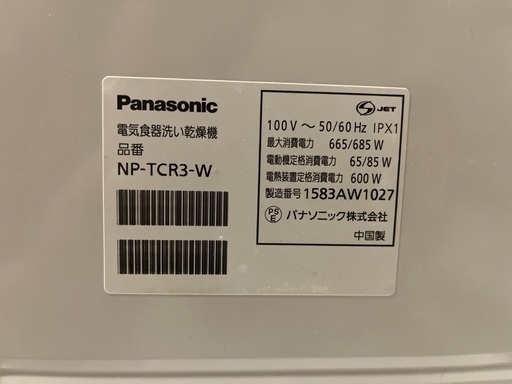 Panasonic
電気食器洗い乾燥機
品番
NP-TCR3-W
JET
100 V ～ 50/60 Hz IPX1
最大消費電力 665/685 W
電動機定格消費電力 65/85 W
電熱装置定格消費電力 600 W
製造番号 1583AW1027
PSE パナソニック株式会社
中国製